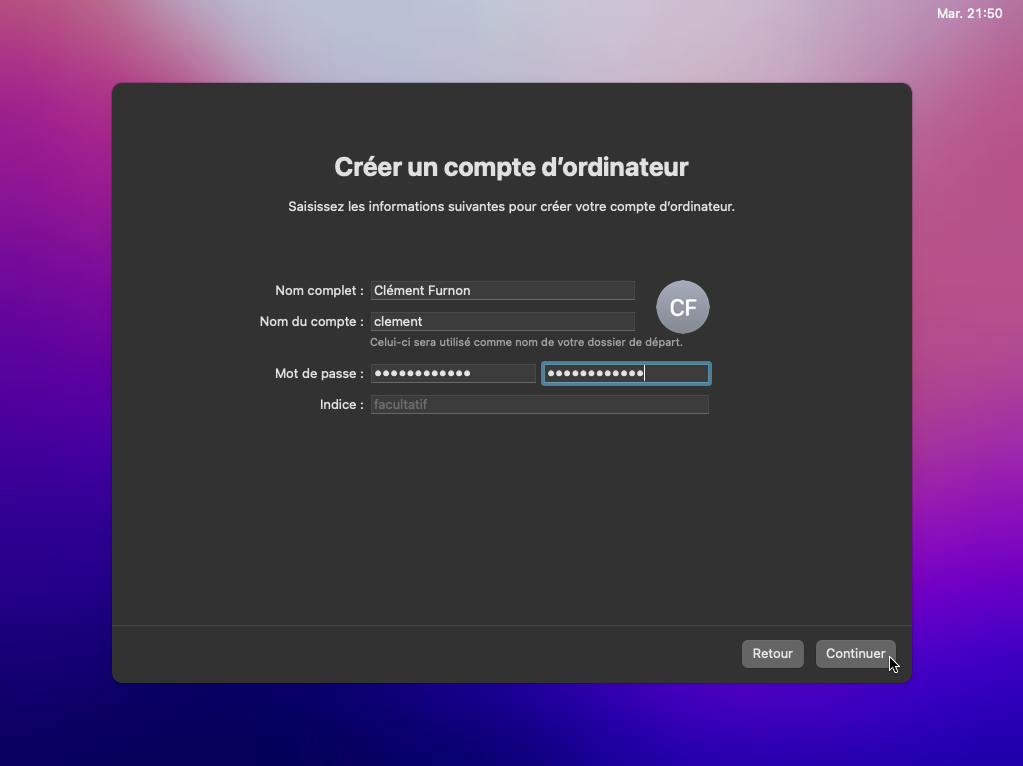 Mar. 21:50
Créer un compte d’ordinateur
Saisissez les informations suivantes pour créer votre compte d’ordinateur.
Nom complet : Clément Furnon
CF
Nom du compte : clement
Celui-ci sera utilisé comme nom de votre dossier de départ.
Mot de passe : •••••••••••• ••••••••••••
Indice : facultatif
Retour Continuer